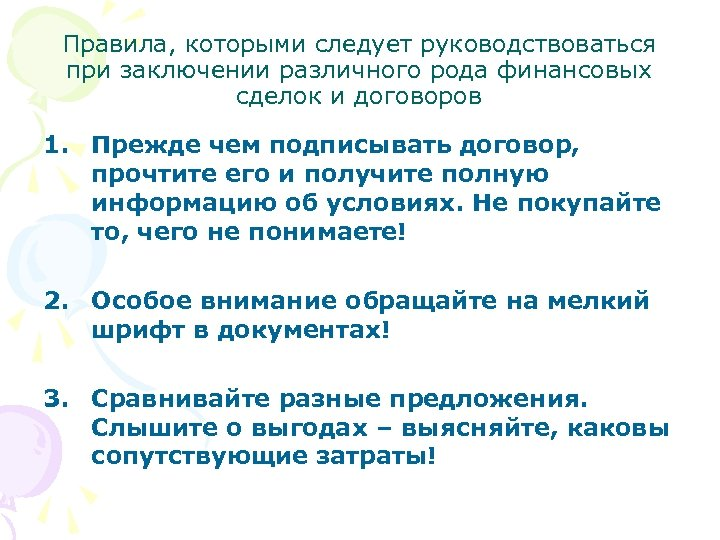 Правила, которыми следует руководствоваться
при заключении различного рода финансовых
сделок и договоров
1. Прежде чем подписывать договор,
прочтите его и получите полную
информацию об условиях. Не покупайте
то, чего не понимаете!
2. Особое внимание обращайте на мелкий
шрифт в документах!
3. Сравнивайте разные предложения.
Слышите о выгодах – выясняйте, каковы
сопутствующие затраты!